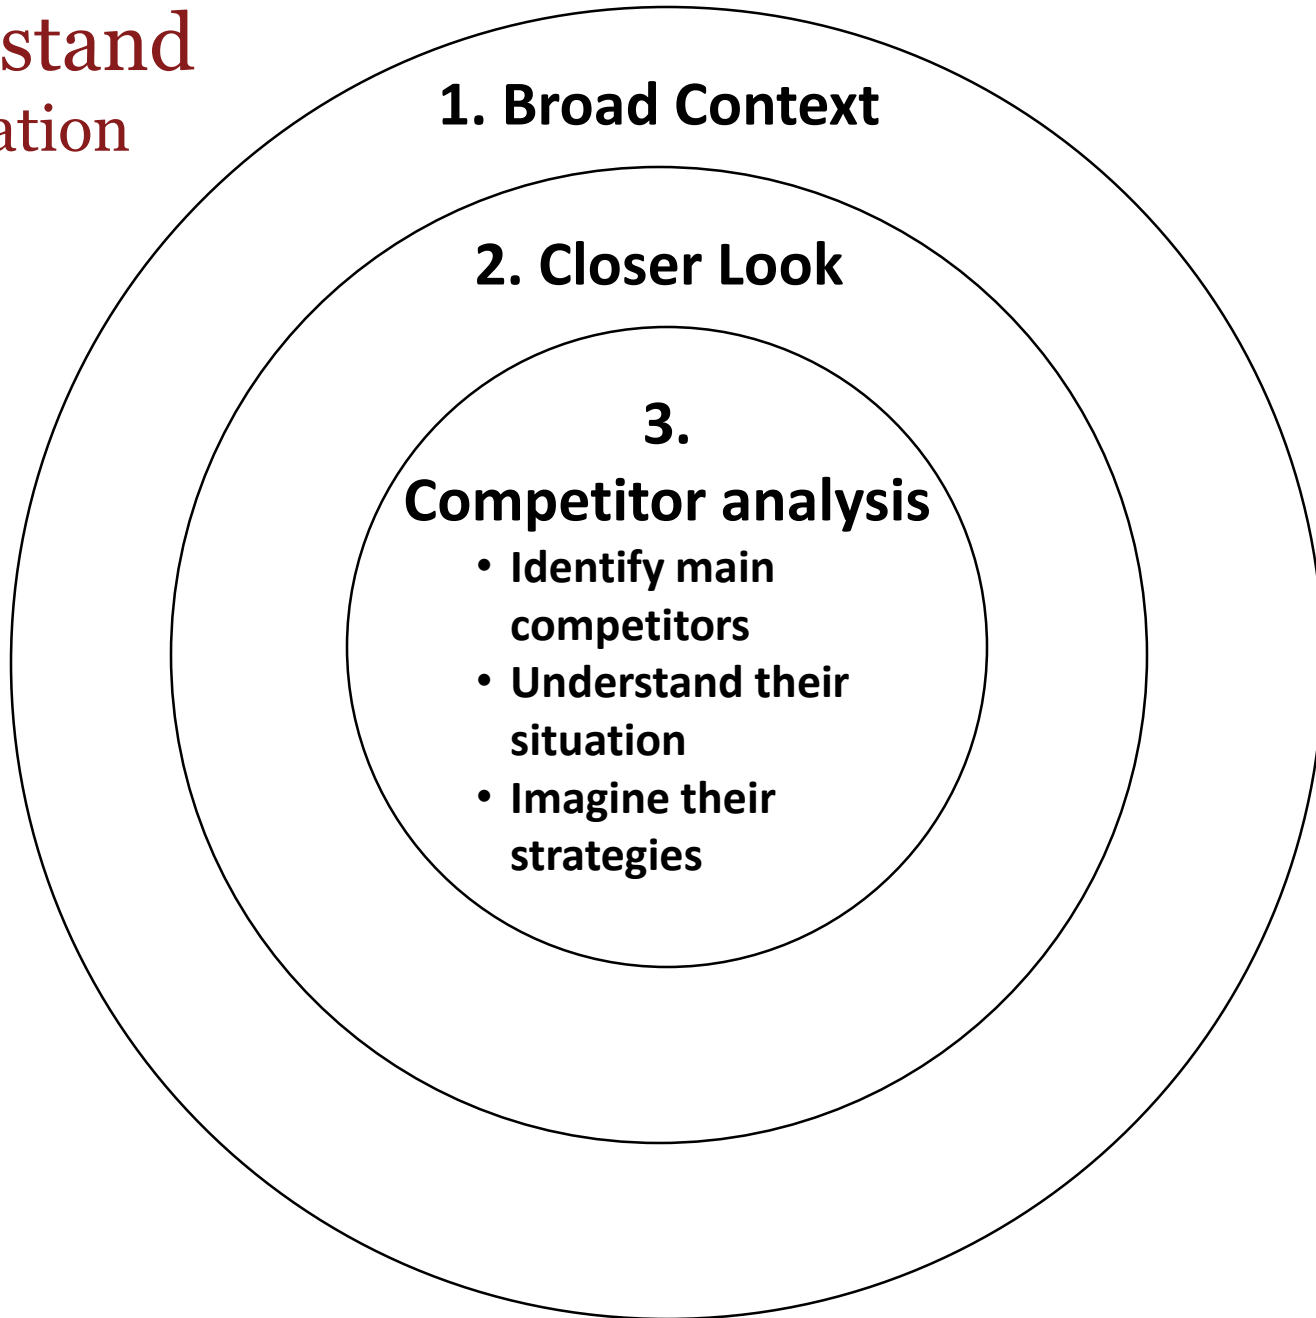 stand
ation
1. Broad Context
2. Closer Look
3.
Competitor analysis
• Identify main
competitors
• Understand their
situation
• Imagine their
strategies